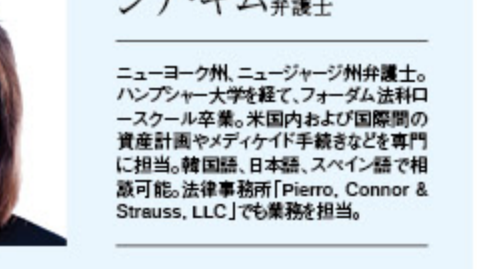 シナ・キム弁護士
ニューヨーク州、ニュージャージ州弁護士。
ハンプシャー大学を経て、フォーダム法科ロ
ースクール卒業。米国内および国際間の
資産計画やメディケイド手続きなどを専門
に担当。韓国語、日本語、スペイン語で相
談可能。法律事務所「Pierro, Connor &
Strauss, LLC」でも業務を担当。